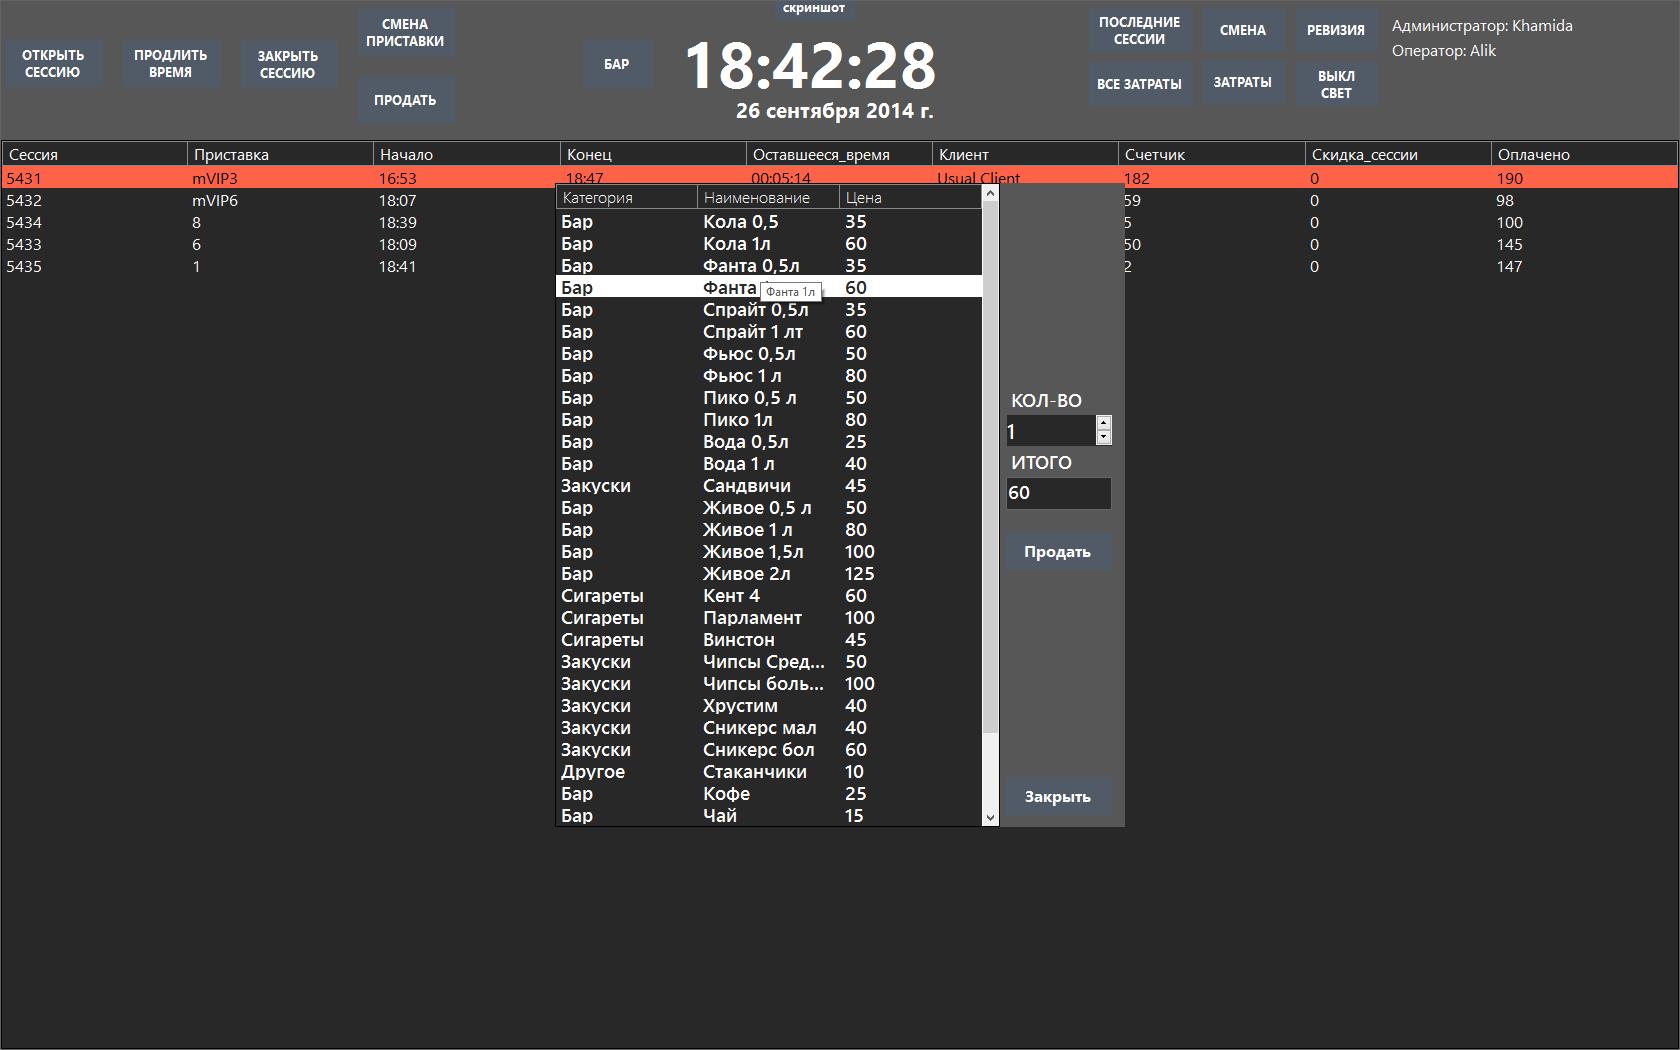 скриншот
ОТКРЫТЬ
СЕССИЮ
ПРОДЛИТЬ
ВРЕМЯ
ЗАКРЫТЬ
СЕССИЮ
СМЕНА
ПРИСТАВКИ
ПРОДАТЬ
БАР
18:42:28
26 сентября 2014 г.
ПОСЛЕДНИЕ
СЕССИИ
СМЕНА
РЕВИЗИЯ
ВСЕ ЗАТРАТЫ
ЗАТРАТЫ
ВЫКЛ
СВЕТ
Администратор: Khamida
Оператор: Alik
Сессия Приставка Начало Конец Оставшееся_время Клиент Счетчик Скидка_сессии Оплачено
5431 mVIP3 16:53 18:47 00:05:14 Usual Client 182 0 190
5432 mVIP6 18:07 59 0 98
5434 8 18:39 5 0 100
5433 6 18:09 50 0 145
5435 1 18:41 2 0 147
Категория Наименование Цена
Бар Кола 0,5 35
Бар Кола 1л 60
Бар Фанта 0,5л 35
Бар Фанта 60
Фанта 1л
Бар Спрайт 0,5л 35
Бар Спрайт 1 лт 60
Бар Фьюс 0,5л 50
Бар Фьюс 1 л 80
Бар Пико 0,5 л 50
Бар Пико 1л 80
Бар Вода 0,5л 25
Бар Вода 1 л 40
Закуски Сандвичи 45
Бар Живое 0,5 л 50
Бар Живое 1 л 80
Бар Живое 1,5л 100
Бар Живое 2л 125
Сигареты Кент 4 60
Сигареты Парламент 100
Сигареты Винстон 45
Закуски Чипсы Сред... 50
Закуски Чипсы боль... 100
Закуски Хрустим 40
Закуски Сникерс мал 40
Закуски Сникерс бол 60
Другое Стаканчики 10
Бар Кофе 25
Бар Чай 15
КОЛ-ВО
1
ИТОГО
60
Продать
Закрыть